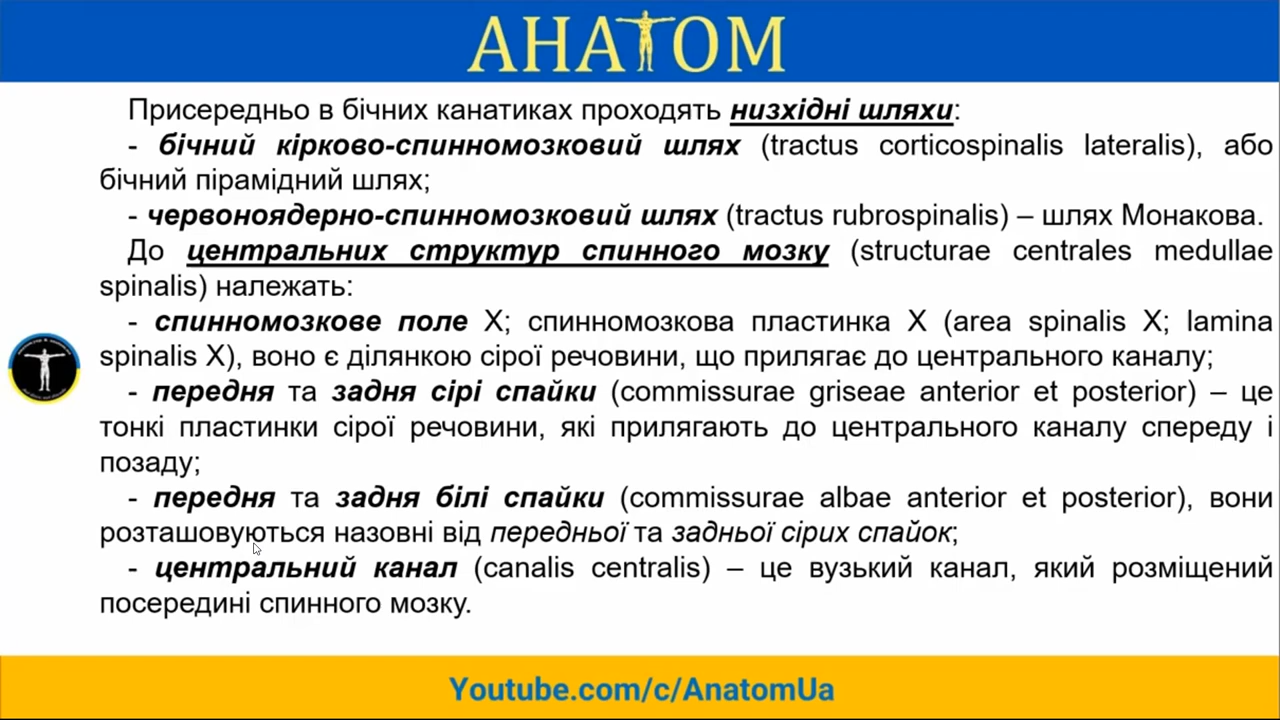 АНАТОМ
Присередньо в бічних канатиках проходять низхідні шляхи:
- бічний кірково-спинномозковий шлях (tractus corticospinalis lateralis), або
бічний пірамідний шлях;
- червоноядерно-спинномозковий шлях (tractus rubrospinalis) – шлях Монакова.
До центральних структур спинного мозку (structurae centrales medullae
spinalis) належать:
- спинномозкове поле X; спинномозкова пластинка X (area spinalis X; lamina
spinalis X), воно є ділянкою сірої речовини, що прилягає до центрального каналу;
- передня та задня сірі спайки (commissurae griseae anterior et posterior) – це
тонкі пластинки сірої речовини, які прилягають до центрального каналу спереду і
позаду;
- передня та задня білі спайки (commissurae albae anterior et posterior), вони
розташовуються назовні від передньої та задньої сірих спайок;
- центральний канал (canalis centralis) – це вузький канал, який розміщений
посередині спинного мозку.
Youtube.com/c/AnatomUa